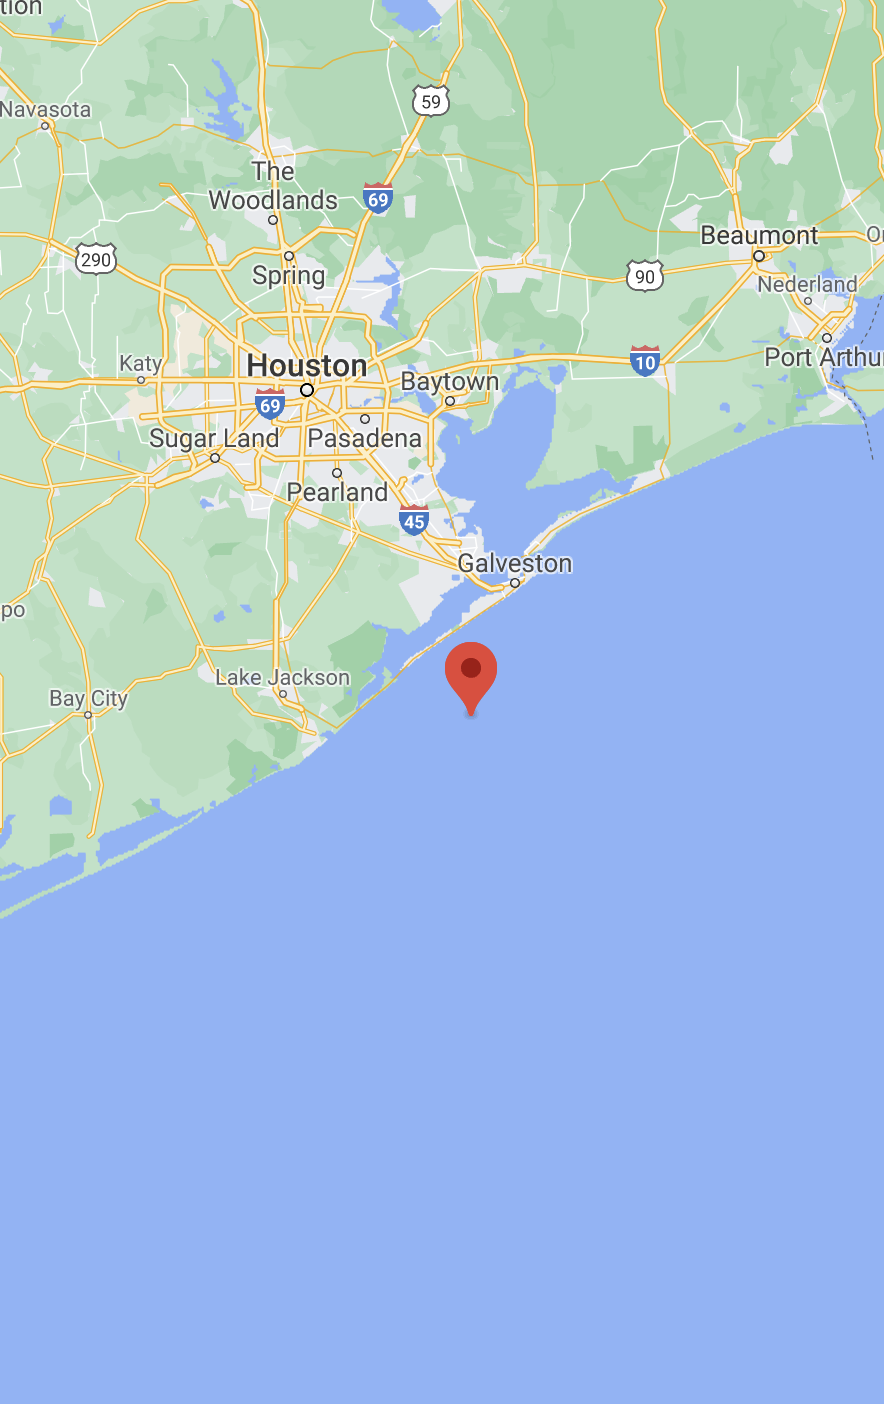 tion
59
Navasota
The
Woodlands
69
290
Spring
Beaumont
Or
90
Nederland
Katy
Houston
10
Port Arthur
Baytown
69
Sugar Land
Pasadena
Pearland
45
Galveston
po
Lake Jackson
Bay City